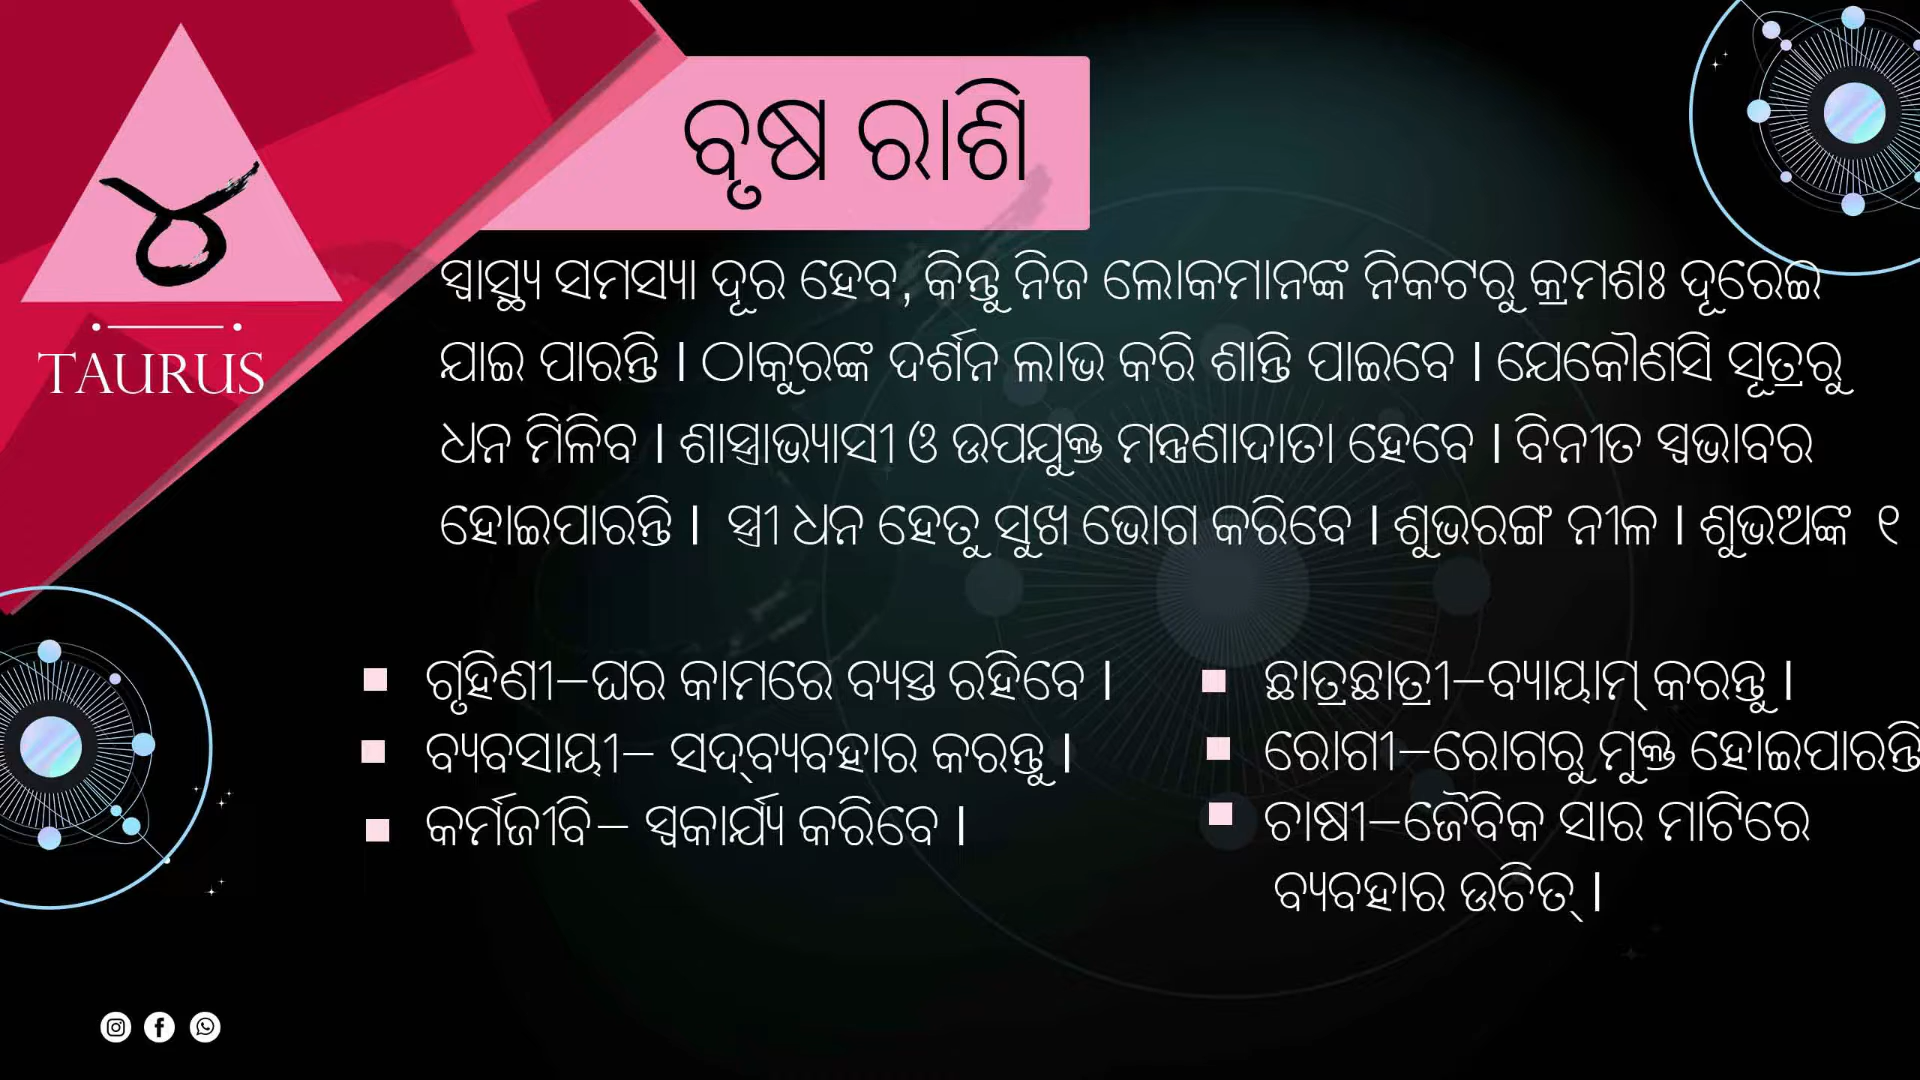 ବୃଷ ରାଶି
TAURUS
ସ୍ୱାସ୍ଥ୍ୟ ସମସ୍ୟା ଦୂର ହେବ, କିନ୍ତୁ ନିଜ ଲୋକମାନଙ୍କ ନିକଟରୁ କ୍ରମଶଃ ଦୂରେଇ
ଯାଇ ପାରନ୍ତି । ଠାକୁରଙ୍କ ଦର୍ଶନ ଲାଭ କରି ଶାନ୍ତି ପାଇବେ । ଯେକୌଣସି ସୂତ୍ରରୁ
ଧନ ମିଳିବ । ଶାସ୍ତ୍ରାଭ୍ୟାସୀ ଓ ଉପଯୁକ୍ତ ମନ୍ତ୍ରଣାଦାତା ହେବେ । ବିନୀତ ସ୍ୱଭାବର
ହୋଇପାରନ୍ତି । ସ୍ତ୍ରୀ ଧନ ହେତୁ ସୁଖ ଭୋଗ କରିବେ । ଶୁଭରଙ୍ଗ ନୀଳ । ଶୁଭଅଙ୍କ ୧
ଗୃହିଣୀ–ଘର କାମରେ ବ୍ୟସ୍ତ ରହିବେ ।
ବ୍ୟବସାୟୀ– ସଦ୍‌ବ୍ୟବହାର କରନ୍ତୁ ।
କର୍ମଜୀବି– ସ୍ୱକାର୍ଯ୍ୟ କରିବେ ।
ଛାତ୍ରଛାତ୍ରୀ–ବ୍ୟାୟାମ୍ କରନ୍ତୁ ।
ରୋଗୀ–ରୋଗରୁ ମୁକ୍ତ ହୋଇପାରନ୍ତି
ଚାଷୀ–ଜୈବିକ ସାର ମାଟିରେ
ବ୍ୟବହାର ଉଚିତ୍ ।